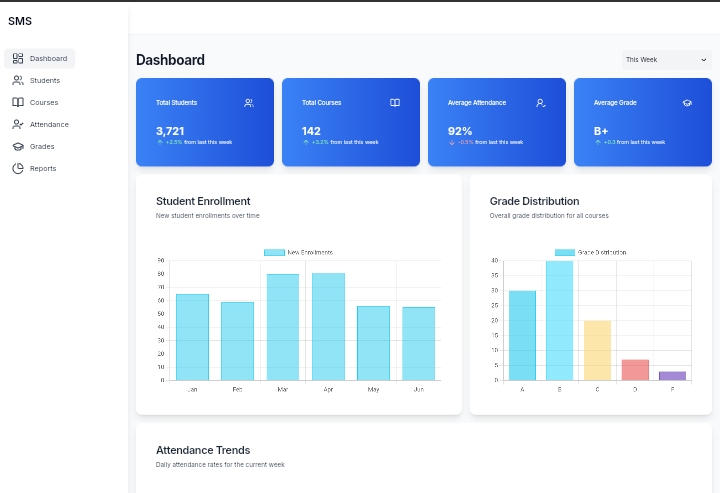 SMS
Dashboard
Students
Courses
Attendance
Grades
Reports
Dashboard
This Week
Total Students
3,721
+2.5% from last this week
Total Courses
142
+3.2% from last this week
Average Attendance
92%
-0.5% from last this week
Average Grade
B+
+0.3 from last this week
Student Enrollment
New student enrollments over time
New Enrollments
90
80
70
60
50
40
30
20
10
0
Jan Feb Mar Apr May Jun
Grade Distribution
Overall grade distribution for all courses
Grade Distribution
40
35
30
25
20
15
10
5
0
A B C D F
Attendance Trends
Daily attendance rates for the current week